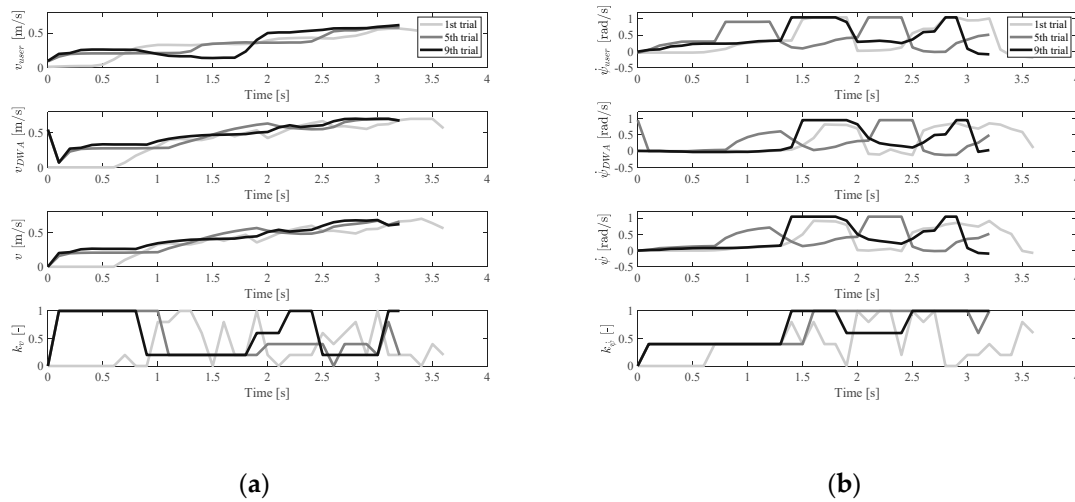 v_user [m/s]
0.5
0
0 0.5 1 1.5 2 2.5 3 3.5 4
Time [s]
1st trial
5th trial
9th trial
v_DWA [m/s]
0.5
0
0 0.5 1 1.5 2 2.5 3 3.5 4
Time [s]
v [m/s]
0.5
0
0 0.5 1 1.5 2 2.5 3 3.5 4
Time [s]
k_v [-]
1
0.5
0
0 0.5 1 1.5 2 2.5 3 3.5 4
Time [s]
(a)
ψ̇_user [rad/s]
1
0.5
0
-0.5
0 0.5 1 1.5 2 2.5 3 3.5 4
Time [s]
1st trial
5th trial
9th trial
ψ̇_DWA [rad/s]
1
0.5
0
-0.5
0 0.5 1 1.5 2 2.5 3 3.5 4
Time [s]
ψ̇ [rad/s]
1
0.5
0
-0.5
0 0.5 1 1.5 2 2.5 3 3.5 4
Time [s]
k_ψ̇ [-]
1
0.5
0
0 0.5 1 1.5 2 2.5 3 3.5 4
Time [s]
(b)